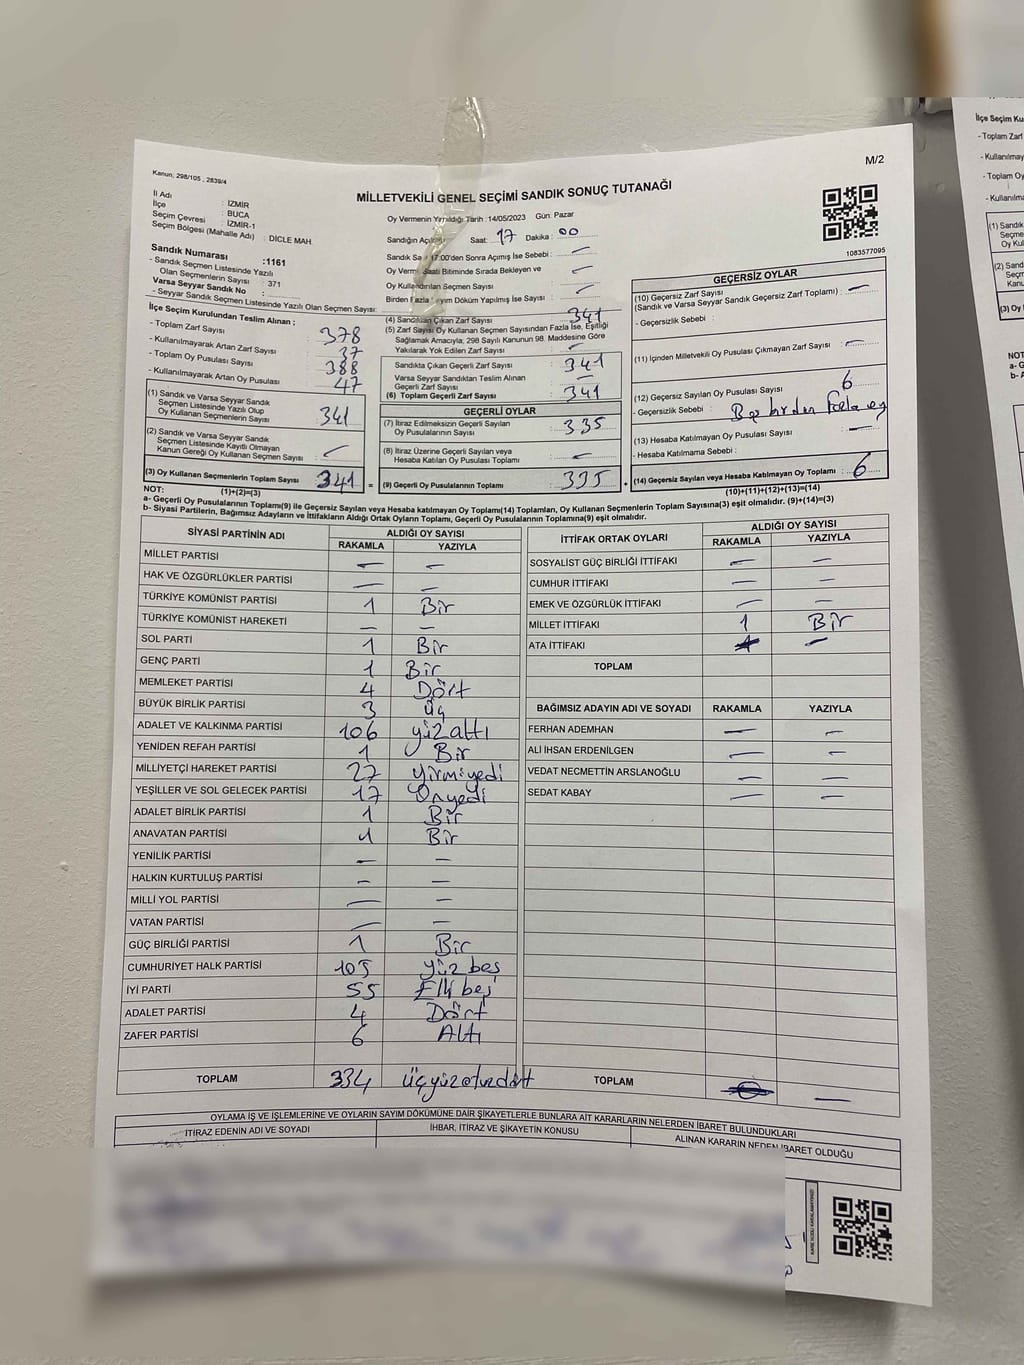 M/2
Kanun; 298/105 , 2839/4
MİLLETVEKİLİ GENEL SEÇİMİ SANDIK SONUÇ TUTANAĞI
İl Adı : İZMİR
İlçe : BUCA
Seçim Çevresi : İZMİR-1
Seçim Bölgesi (Mahalle Adı) : DİCLE MAH.
Sandık Numarası :1161
- Sandık Seçmen Listesinde Yazılı
Olan Seçmenlerin Sayısı : 371
Varsa Seyyar Sandık No :
- Seyyar Sandık Seçmen Listesinde Yazılı Olan Seçmen Sayısı:
İlçe Seçim Kurulundan Teslim Alınan ;
- Toplam Zarf Sayısı : 378
- Kullanılmayarak Artan Zarf Sayısı : 37
- Toplam Oy Pusulası Sayısı : 388
- Kullanılmayarak Artan Oy Pusulası : 47
(1) Sandık ve Varsa Seyyar Sandık
Seçmen Listesinde Yazılı Olup
Oy Kullanan Seçmenlerin Sayısı : 341
(2) Sandık ve Varsa Seyyar Sandık
Seçmen Listesinde Kayıtlı Olmayan
Kanun Gereği Oy Kullanan Seçmen Sayısı : –
(3) Oy Kullanan Seçmenlerin Toplam Sayısı : 341
(1)+(2)=(3)
Oy Vermenin Yapıldığı Tarih :14/05/2023 Gün: Pazar
Sandığın Saat: 17 Dakika : 00
17:00'den Sonra Açılmış İse Sebebi : –
Oy Saati Bitiminde Sırada Bekleyen ve
Oy Kullandırılan Seçmen Sayısı : –
Birden Döküm Yapılmış İse Sayısı : –
(4) Sandıktan Çıkan Zarf Sayısı : 341
(5) Zarf Sayısı Oy Kullanan Seçmen Sayısından Fazla İse, Eşitliği
Sağlamak Amacıyla; 298 Sayılı Kanunun 98. Maddesine Göre
Yakılarak Yok Edilen Zarf Sayısı : –
Sandıkta Çıkan Geçerli Zarf Sayısı : 341
Varsa Seyyar Sandıktan Teslim Alınan
Geçerli Zarf Sayısı : –
(6) Toplam Geçerli Zarf Sayısı : 341
GEÇERLİ OYLAR
(7) İtiraz Edilmeksizin Geçerli Sayılan
Oy Pusulalarının Sayısı : 335
(8) İtiraz Üzerine Geçerli Sayılan veya
Hesaba Katılan Oy Pusulası Toplamı : –
= (9) Geçerli Oy Pusulalarının Toplamı : 335
1083577095
GEÇERSİZ OYLAR
(10) Geçersiz Zarf Sayısı : –
(Sandık ve Varsa Seyyar Sandık Geçersiz Zarf Toplamı)
- Geçersizlik Sebebi :
(11) İçinden Milletvekili Oy Pusulası Çıkmayan Zarf Sayısı : –
(12) Geçersiz Sayılan Oy Pusulası Sayısı : 6
- Geçersizlik Sebebi : birden fazla oy
(13) Hesaba Katılmayan Oy Pusulası Sayısı : –
- Hesaba Katılmama Sebebi :
+ (14) Geçersiz Sayılan veya Hesaba Katılmayan Oy Toplamı : 6
(10)+(11)+(12)+(13)=(14)
NOT:
a- Geçerli Oy Pusulalarının Toplamı(9) ile Geçersiz Sayılan veya Hesaba Katılmayan Oy Toplamı(14) Toplamları, Oy Kullanan Seçmenlerin Toplam Sayısına(3) eşit olmalıdır. (9)+(14)=(3)
b- Siyasi Partilerin, Bağımsız Adayların ve İttifakların Aldığı Ortak Oyların Toplamı, Geçerli Oy Pusulalarının Toplamına(9) eşit olmalıdır.
SİYASİ PARTİNİN ADI ALDIĞI OY SAYISI
RAKAMLA YAZIYLA
MİLLET PARTİSİ – –
HAK VE ÖZGÜRLÜKLER PARTİSİ – –
TÜRKİYE KOMÜNİST PARTİSİ 1 Bir
TÜRKİYE KOMÜNİST HAREKETİ – –
SOL PARTİ 1 Bir
GENÇ PARTİ 1 Bir
MEMLEKET PARTİSİ 4 Dört
BÜYÜK BİRLİK PARTİSİ 3 üç
ADALET VE KALKINMA PARTİSİ 106 yüzaltı
YENİDEN REFAH PARTİSİ 1 Bir
MİLLİYETÇİ HAREKET PARTİSİ 27 yirmiyedi
YEŞİLLER VE SOL GELECEK PARTİSİ 17 Onyedi
ADALET BİRLİK PARTİSİ 1 Bir
ANAVATAN PARTİSİ 1 Bir
YENİLİK PARTİSİ – –
HALKIN KURTULUŞ PARTİSİ – –
MİLLİ YOL PARTİSİ – –
VATAN PARTİSİ – –
GÜÇ BİRLİĞİ PARTİSİ 1 Bir
CUMHURİYET HALK PARTİSİ 105 yüz beş
İYİ PARTİ 55 Elli beş
ADALET PARTİSİ 4 Dört
ZAFER PARTİSİ 6 Altı
TOPLAM 334 üçyüzotuzdört
İTTİFAK ORTAK OYLARI ALDIĞI OY SAYISI
RAKAMLA YAZIYLA
SOSYALİST GÜÇ BİRLİĞİ İTTİFAKI – –
CUMHUR İTTİFAKI – –
EMEK VE ÖZGÜRLÜK İTTİFAKI – –
MİLLET İTTİFAKI 1 Bir
ATA İTTİFAKI –
TOPLAM
BAĞIMSIZ ADAYIN ADI VE SOYADI RAKAMLA YAZIYLA
FERHAN ADEMHAN – –
ALİ İHSAN ERDENİLGEN – –
VEDAT NECMETTİN ARSLANOĞLU – –
SEDAT KABAY – –
TOPLAM –
OYLAMA İŞ VE İŞLEMLERİNE VE OYLARIN SAYIM DÖKÜMÜNE DAİR ŞİKAYETLERLE BUNLARA AİT KARARLARIN NELERDEN İBARET BULUNDUKLARI
İTİRAZ EDENİN ADI VE SOYADI İHBAR, İTİRAZ VE ŞİKAYETİN KONUSU ALINAN KARARIN NEDEN İBARET OLDUĞU
İlçe Seçim Ku
- Toplam Zarf
- Kullanılmay
- Toplam Oy
- Kullanılma
(1) Sandık
Seçme
Oy Kul
(2) Sand
Seçm
Kanu
(3) Oy
NOT
a- G
b- A